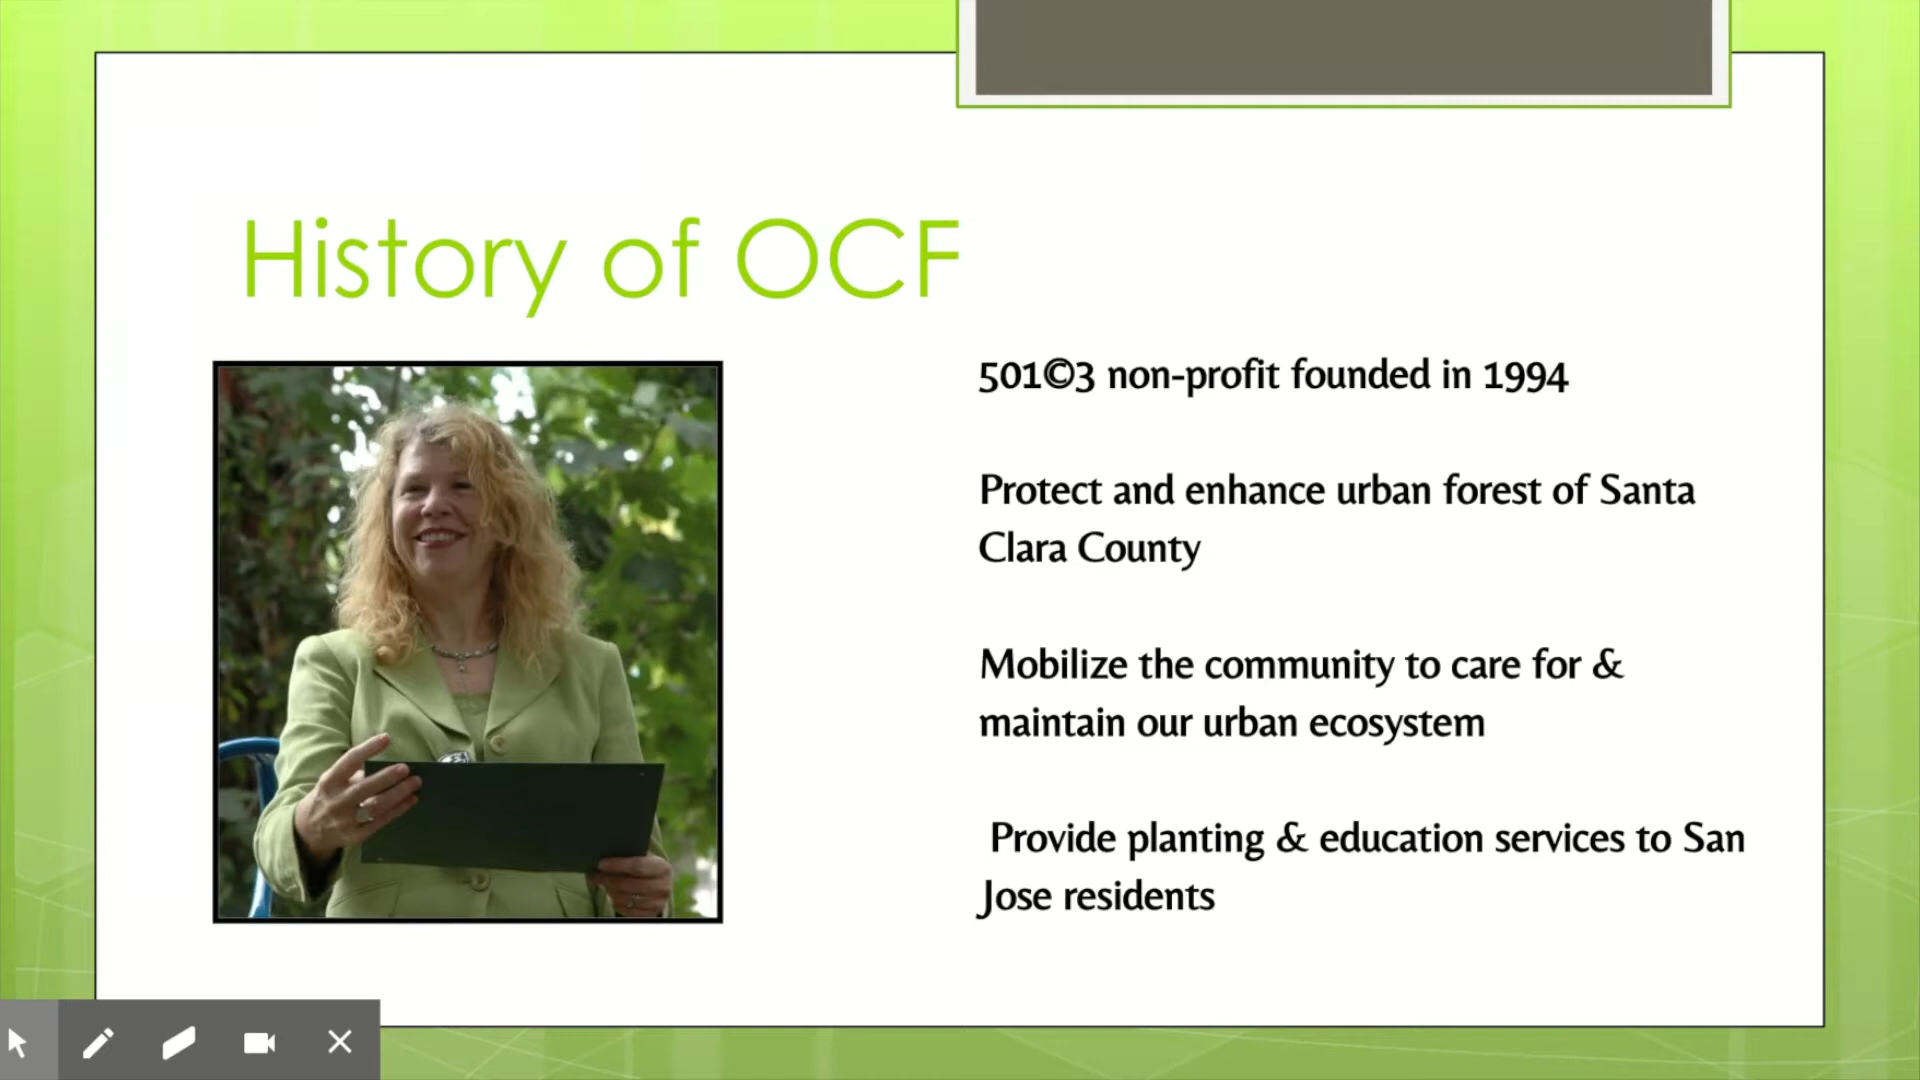 History of OCF
501©3 non-profit founded in 1994
Protect and enhance urban forest of Santa
Clara County
Mobilize the community to care for &
maintain our urban ecosystem
Provide planting & education services to San
Jose residents